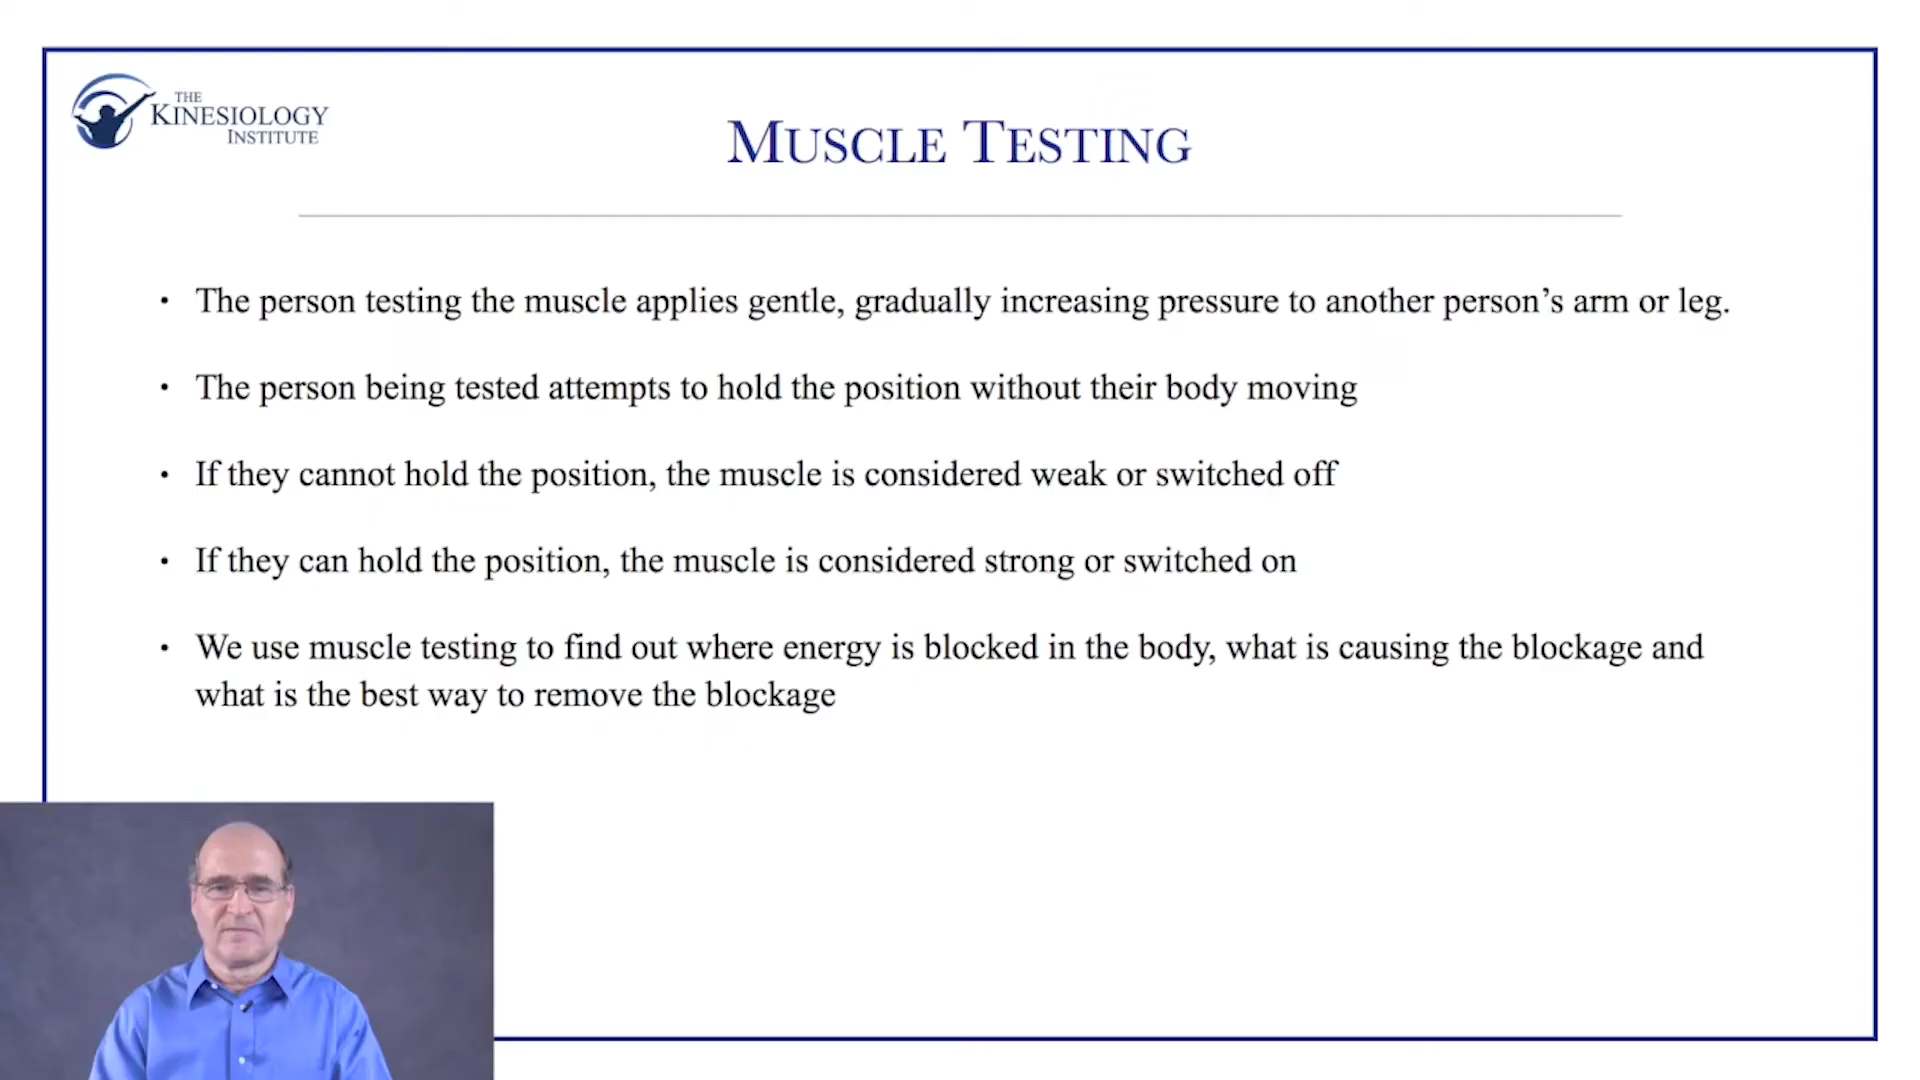 THE
KINESIOLOGY
INSTITUTE
MUSCLE TESTING
• The person testing the muscle applies gentle, gradually increasing pressure to another person’s arm or leg.
• The person being tested attempts to hold the position without their body moving
• If they cannot hold the position, the muscle is considered weak or switched off
• If they can hold the position, the muscle is considered strong or switched on
• We use muscle testing to find out where energy is blocked in the body, what is causing the blockage and
what is the best way to remove the blockage